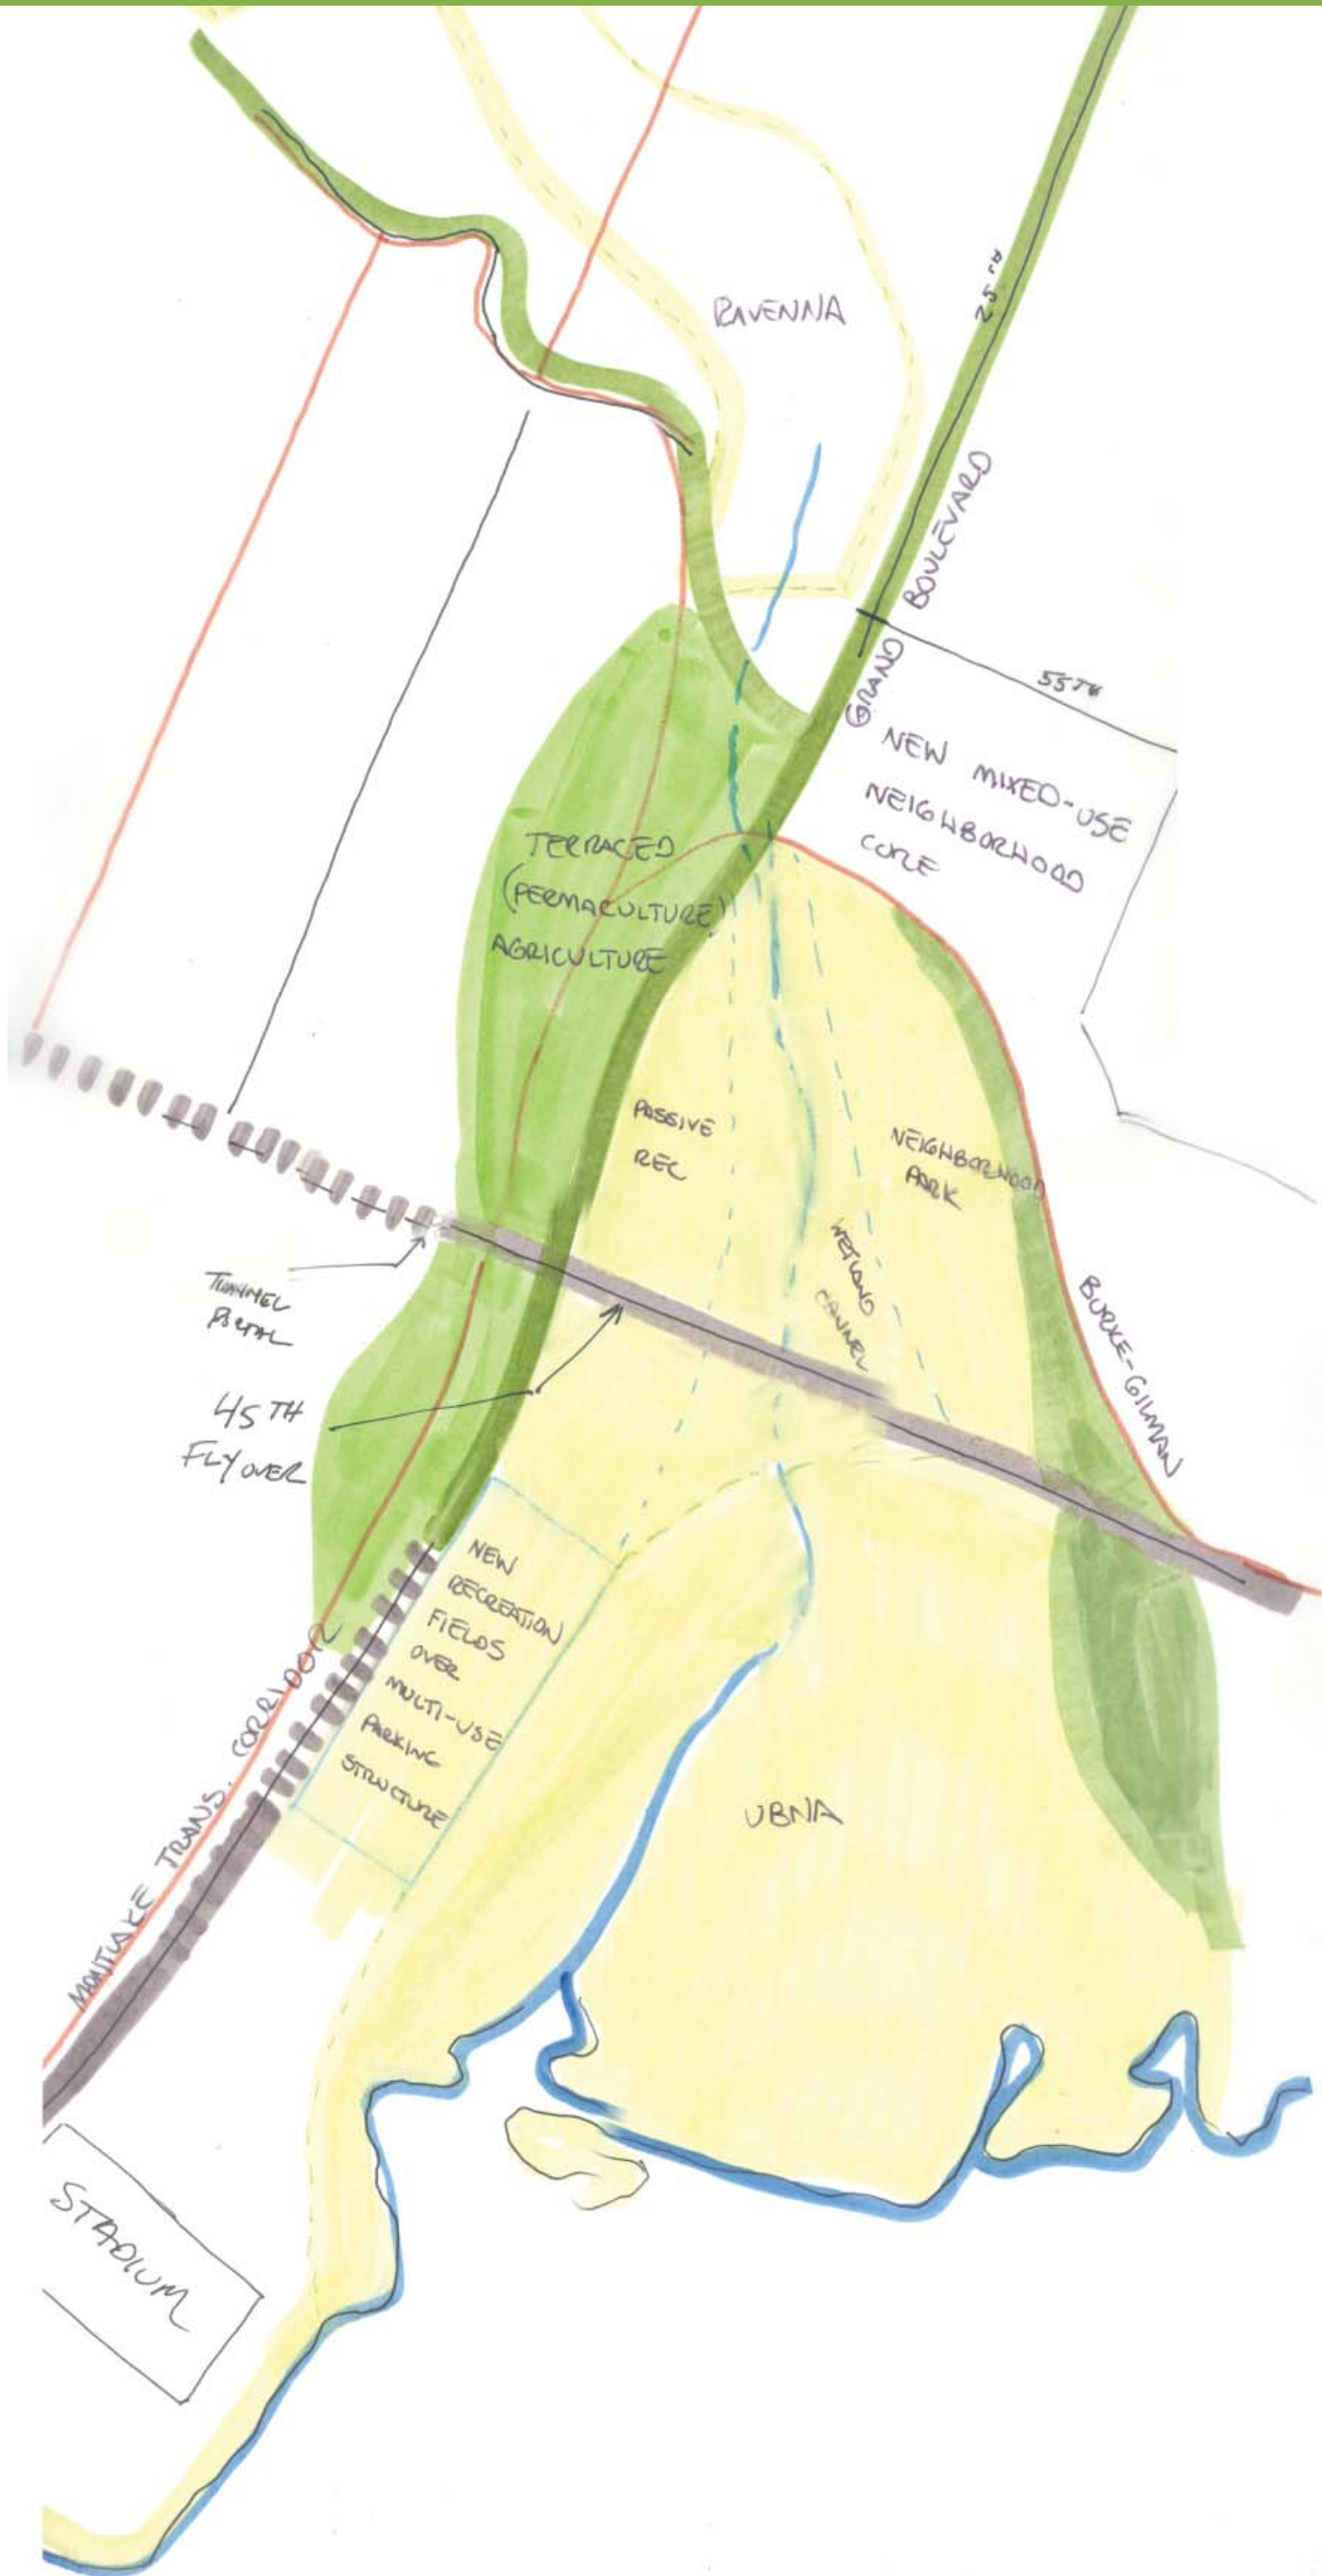 RAVENNA
25TH
GRAND BOULEVARD
55TH
NEW MIXED-USE
NEIGHBORHOOD
CORE
TERRACED
(PERMACULTURE)
AGRICULTURE
PASSIVE
REC
NEIGHBORHOOD
PARK
WETLAND
CHANNEL
TUNNEL
PORTAL
45TH
FLYOVER
BURKE-GILMAN
NEW
RECREATION
FIELDS
OVER
MULTI-USE
PARKING
STRUCTURE
MONTLAKE TRANS. CORRIDOR
UBNA
STADIUM